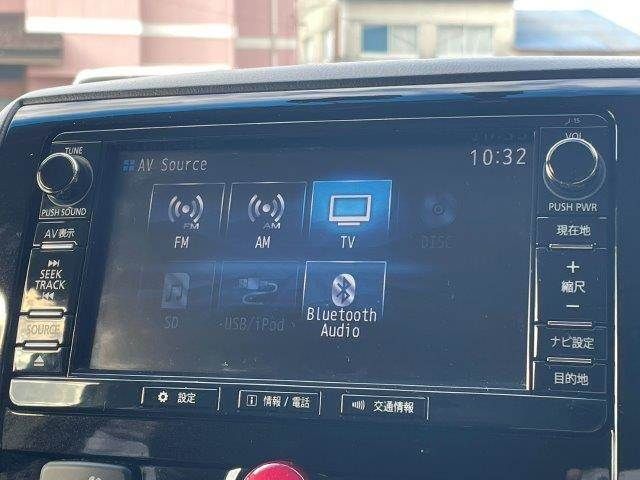 TUNE
PUSH SOUND
AV表示
SEEK
TRACK
SOURCE
AV Source
10:32
FM
AM
TV
DISC
SD
USB/iPod
Bluetooth
Audio
VOL
PUSH PWR
現在地
+
縮尺
−
ナビ設定
目的地
設定
i 情報 / 電話
交通情報